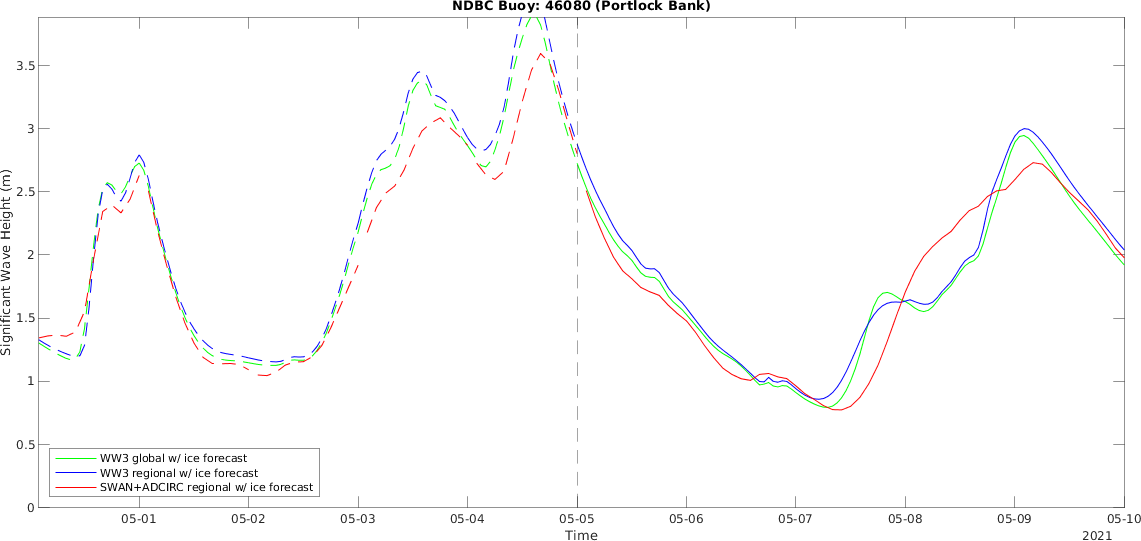 NDBC Buoy: 46080 (Portlock Bank)
3.5
3
2.5
2
1.5
1
0.5
0
Significant Wave Height (m)
WW3 global w/ ice forecast
WW3 regional w/ ice forecast
SWAN+ADCIRC regional w/ ice forecast
05-01 05-02 05-03 05-04 05-05 05-06 05-07 05-08 05-09 05-10
Time
2021